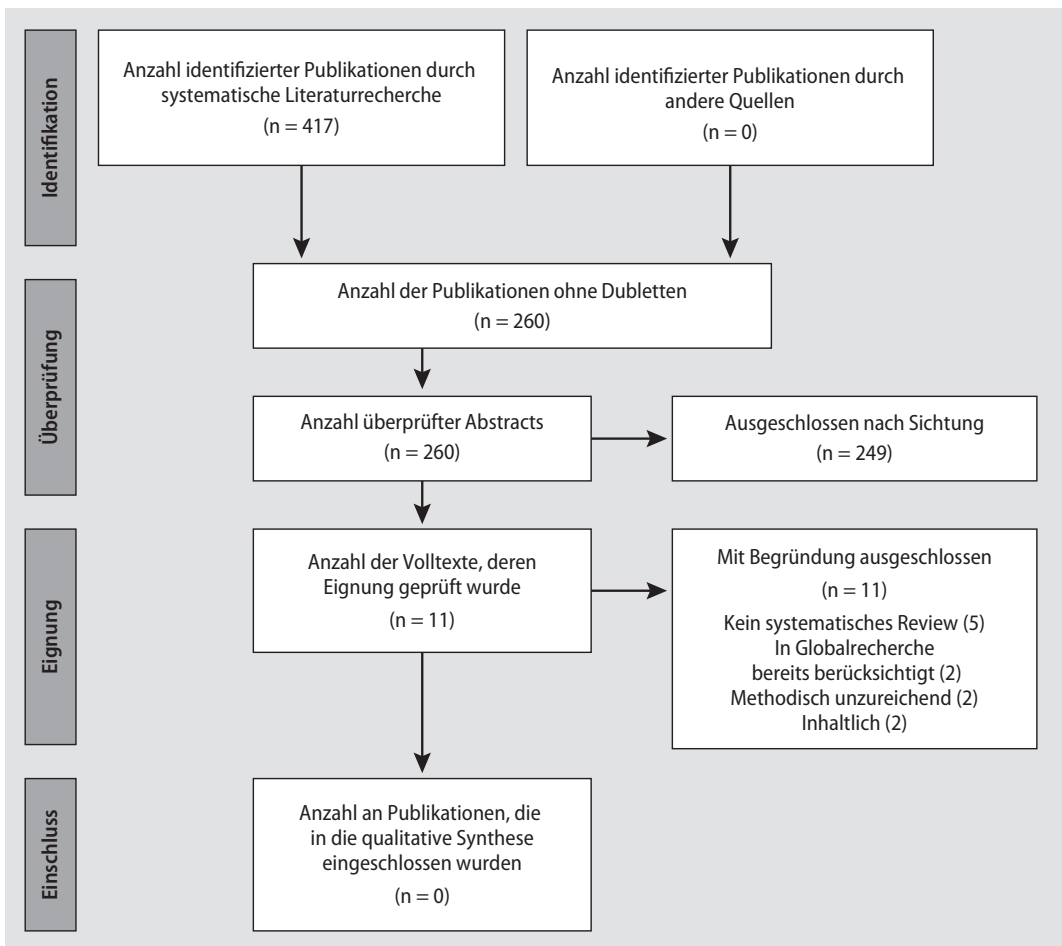 Identifikation
Anzahl identifizierter Publikationen durch
systematische Literaturrecherche
(n = 417)
Anzahl identifizierter Publikationen durch
andere Quellen
(n = 0)
Überprüfung
Anzahl der Publikationen ohne Dubletten
(n = 260)
Anzahl überprüfter Abstracts
(n = 260)
Ausgeschlossen nach Sichtung
(n = 249)
Eignung
Anzahl der Volltexte, deren
Eignung geprüft wurde
(n = 11)
Mit Begründung ausgeschlossen
(n = 11)
Kein systematisches Review (5)
In Globalrecherche
bereits berücksichtigt (2)
Methodisch unzureichend (2)
Inhaltlich (2)
Einschluss
Anzahl an Publikationen, die
in die qualitative Synthese
eingeschlossen wurden
(n = 0)